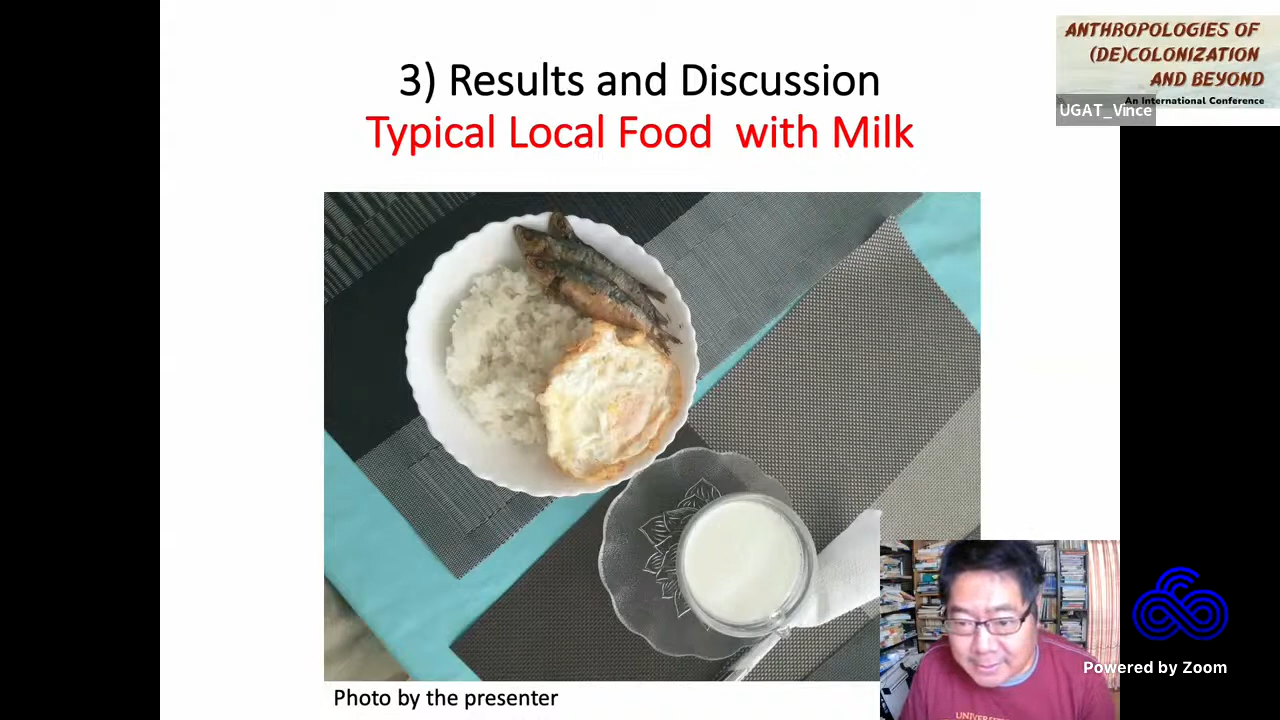 3) Results and Discussion
Typical Local Food with Milk
ANTHROPOLOGIES OF
(DE)COLONIZATION
AND BEYOND
An International Conference
UGAT_Vince
Photo by the presenter
Powered by Zoom